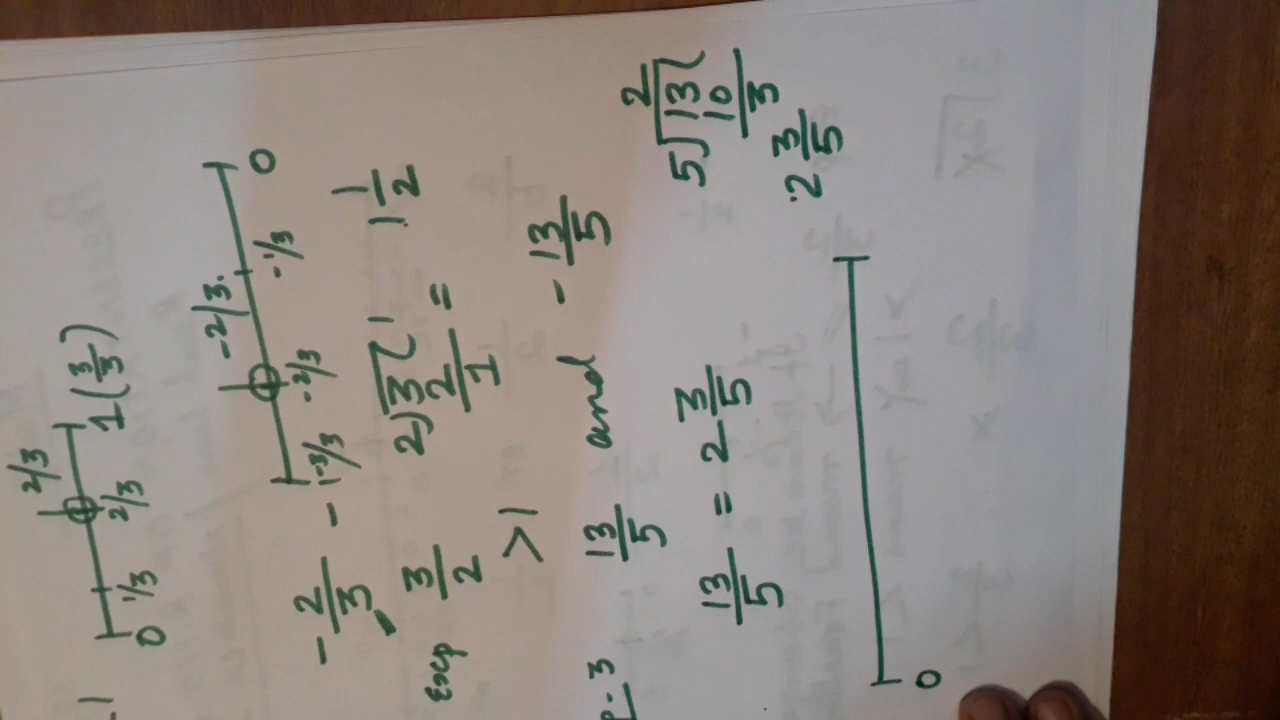 2/3
0 1/3 2/3 1 (3/3)
-2/3.
-3/3 -2/3 -1/3 0
- 2/3 -
3/2 2)3(1 = 1 1/2
2
1
>1
P-3 13/5 and - 13/5
13/5 = 2 3/5
2
5)13(
10
3
2 3/5
0